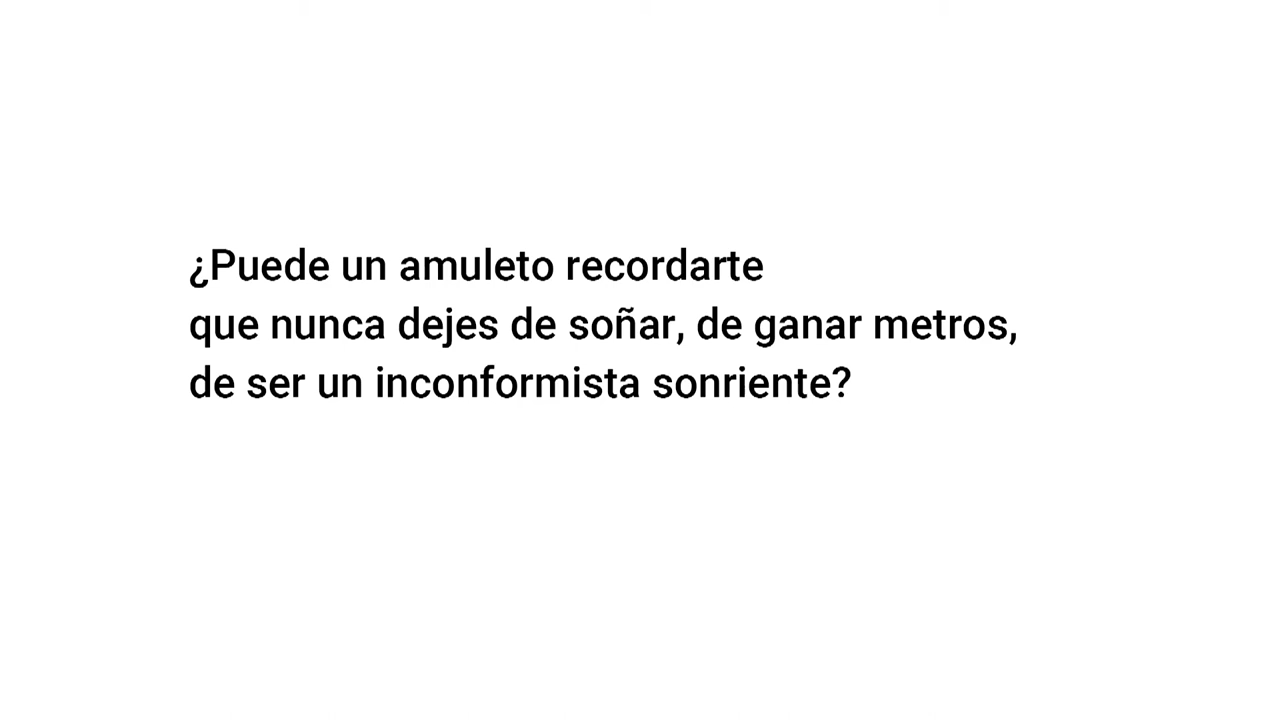 ¿Puede un amuleto recordarte
que nunca dejes de soñar, de ganar metros,
de ser un inconformista sonriente?